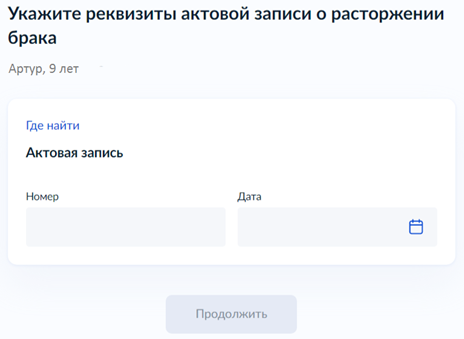 Укажите реквизиты актовой записи о расторжении
брака
Артур, 9 лет
Где найти
Актовая запись
Номер
Дата
Продолжить